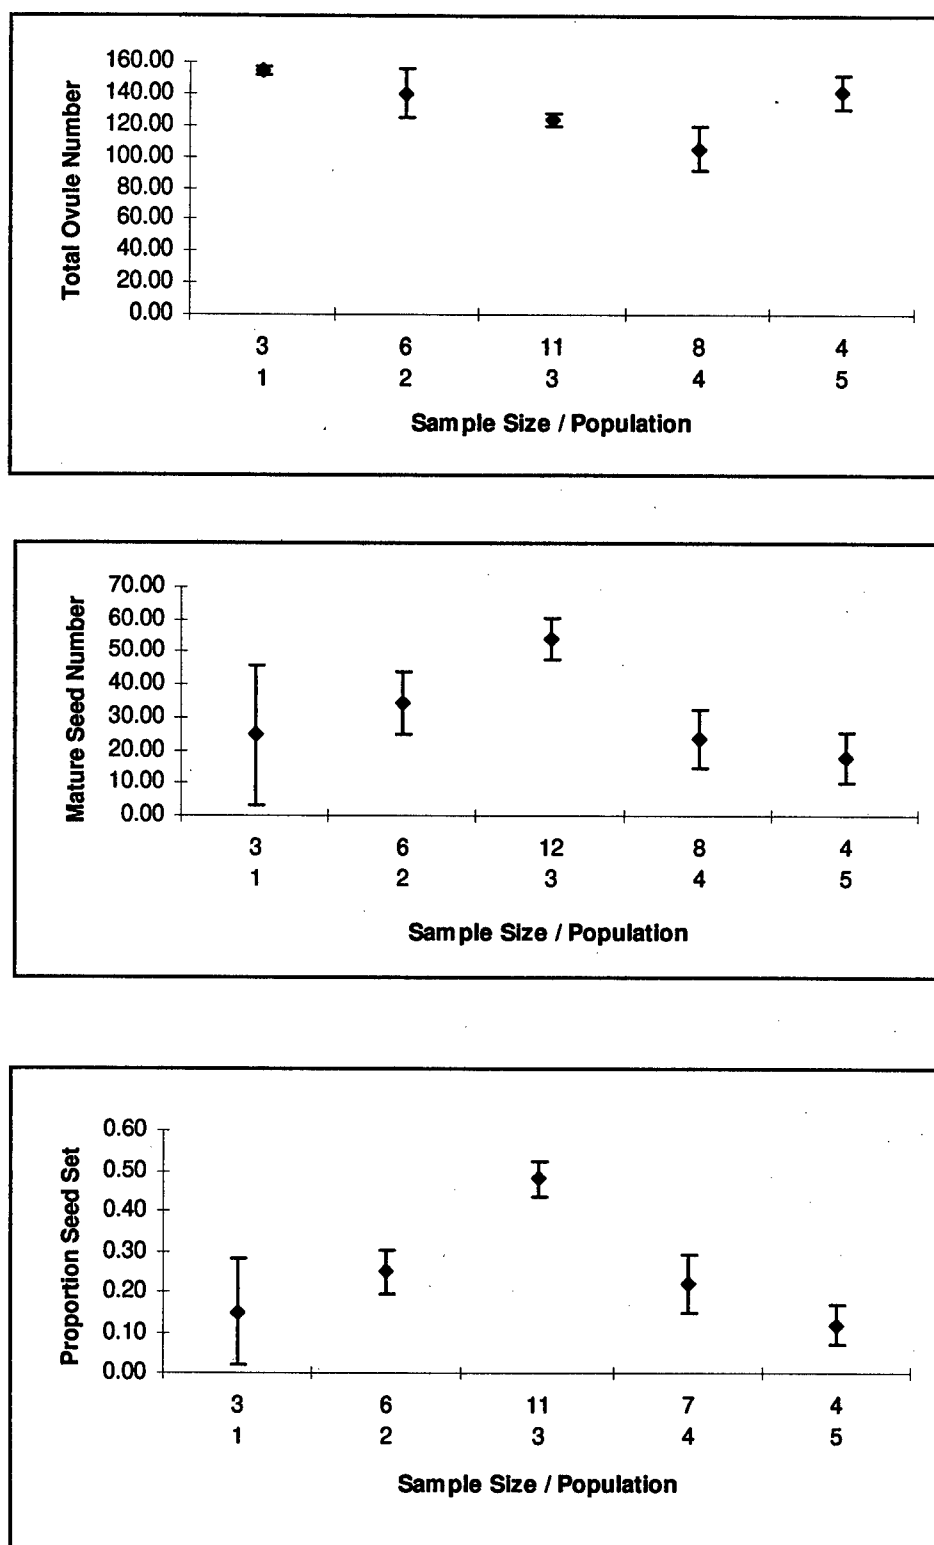 160.00
140.00
120.00
100.00
80.00
60.00
40.00
20.00
0.00
Total Ovule Number
3 6 11 8 4
1 2 3 4 5
Sample Size / Population
70.00
60.00
50.00
40.00
30.00
20.00
10.00
0.00
Mature Seed Number
3 6 12 8 4
1 2 3 4 5
Sample Size / Population
0.60
0.50
0.40
0.30
0.20
0.10
0.00
Proportion Seed Set
3 6 11 7 4
1 2 3 4 5
Sample Size / Population